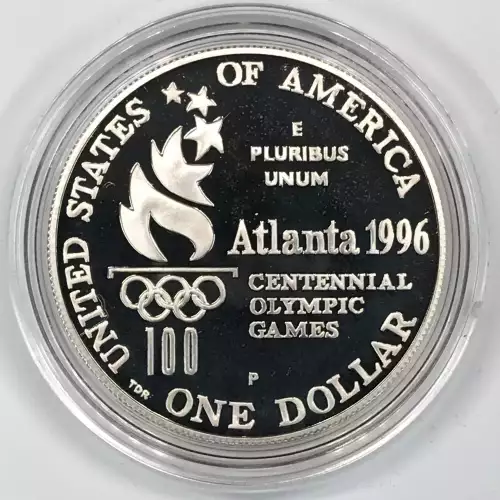 UNITED STATES OF AMERICA
E
PLURIBUS
UNUM
Atlanta 1996
CENTENNIAL
OLYMPIC
GAMES
100
P
TDR
ONE DOLLAR